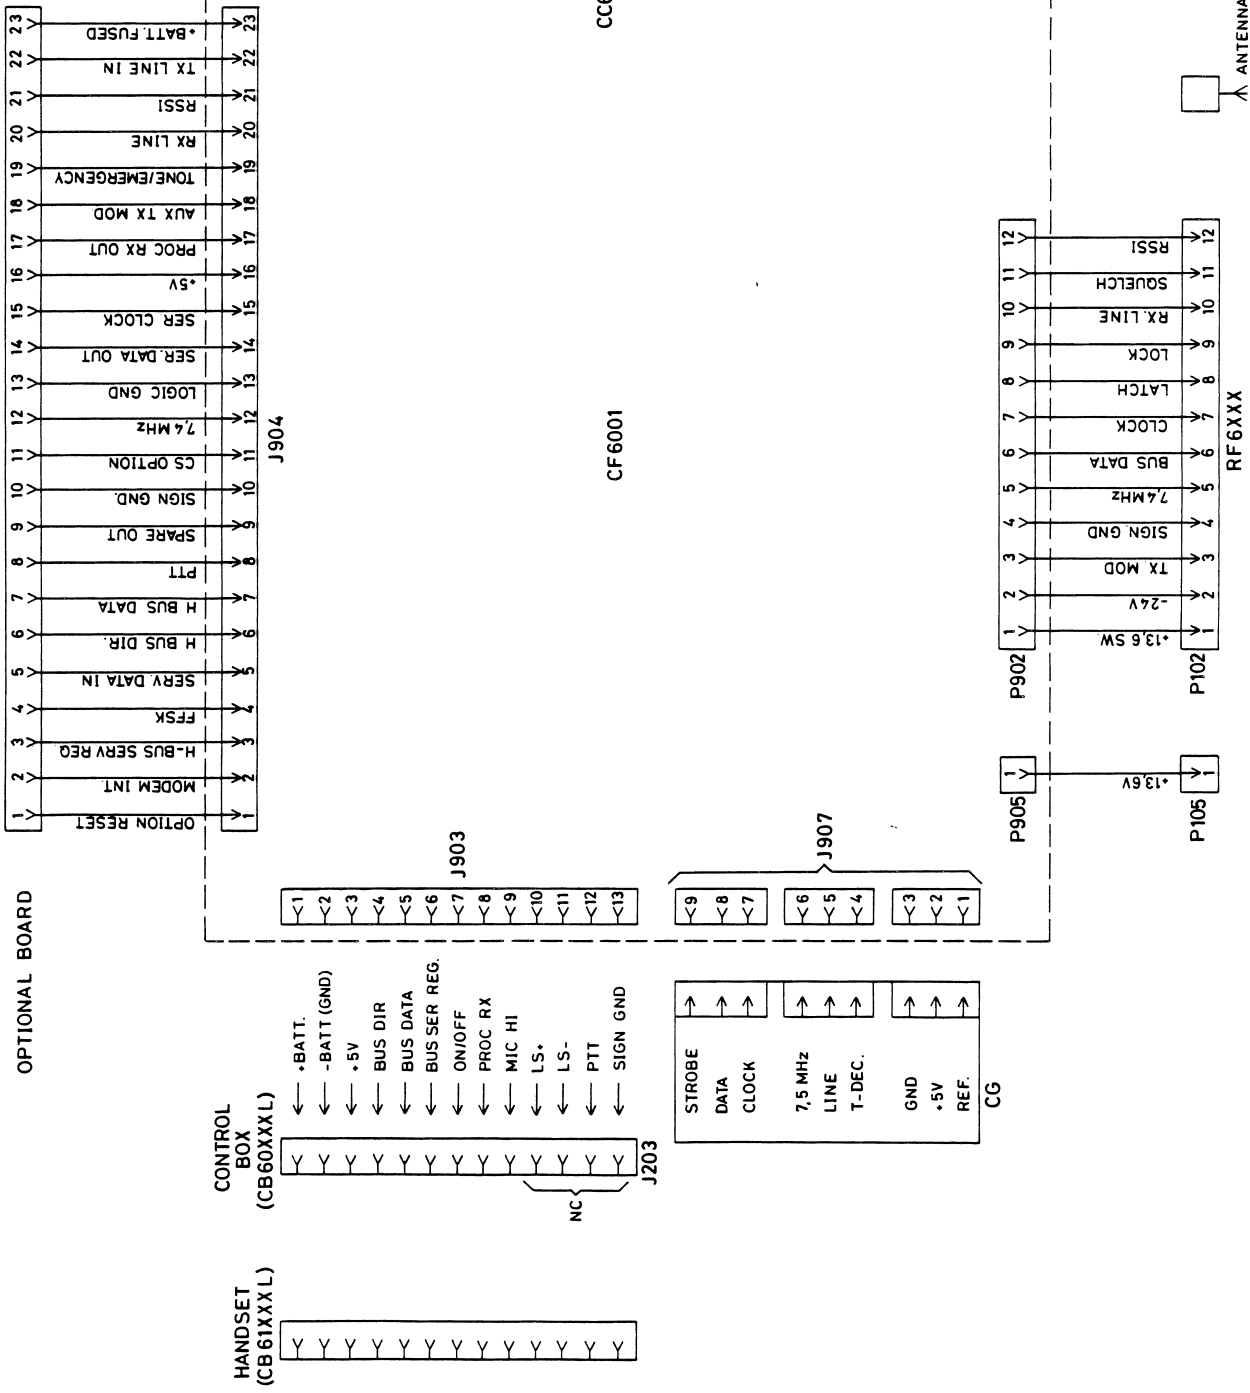 23 22 21 20 19 18 17 16 15 14 13 12 11 10 9 8 7 6 5 4 3 2 1
+BATT. FUSED
TX LINE IN
RSSI
RX LINE
TONE/EMERGENCY
AUX TX MOD
PROC RX OUT
+5V
SER CLOCK
SER. DATA OUT
LOGIC GND
7,4 MHz
CS OPTION
SIGN GND.
SPARE OUT
PTT
H BUS DATA
H BUS DIR.
SERV. DATA IN
FFSK
H-BUS SERV REQ
MODEM INT.
OPTION RESET
23 22 21 20 19 18 17 16 15 14 13 12 11 10 9 8 7 6 5 4 3 2 1
J904
OPTIONAL BOARD
CC6
CF6001
ANTENNA
12 11 10 9 8 7 6 5 4 3 2 1
P902
RSSI
SQUELCH
RX. LINE
LOCK
LATCH
CLOCK
BUS DATA
7,4MHz
SIGN. GND
TX. MOD
-24V
+13,6 SW
12 11 10 9 8 7 6 5 4 3 2 1
P102
RF6XXX
1
P905
+13,6V
1
P105
J903
1 2 3 4 5 6 7 8 9 10 11 12 13
J907
9 8 7
6 5 4
3 2 1
+BATT.
-BATT (GND)
+5V
BUS DIR
BUS DATA
BUS SER REG.
ON/OFF
PROC RX
MIC HI
LS+
LS-
PTT
SIGN GND
CONTROL
BOX
(CB60XXXL)
J203
NC
STROBE
DATA
CLOCK
7,5 MHz
LINE
T-DEC.
GND
+5V
REF.
CG
HANDSET
(CB61XXXL)